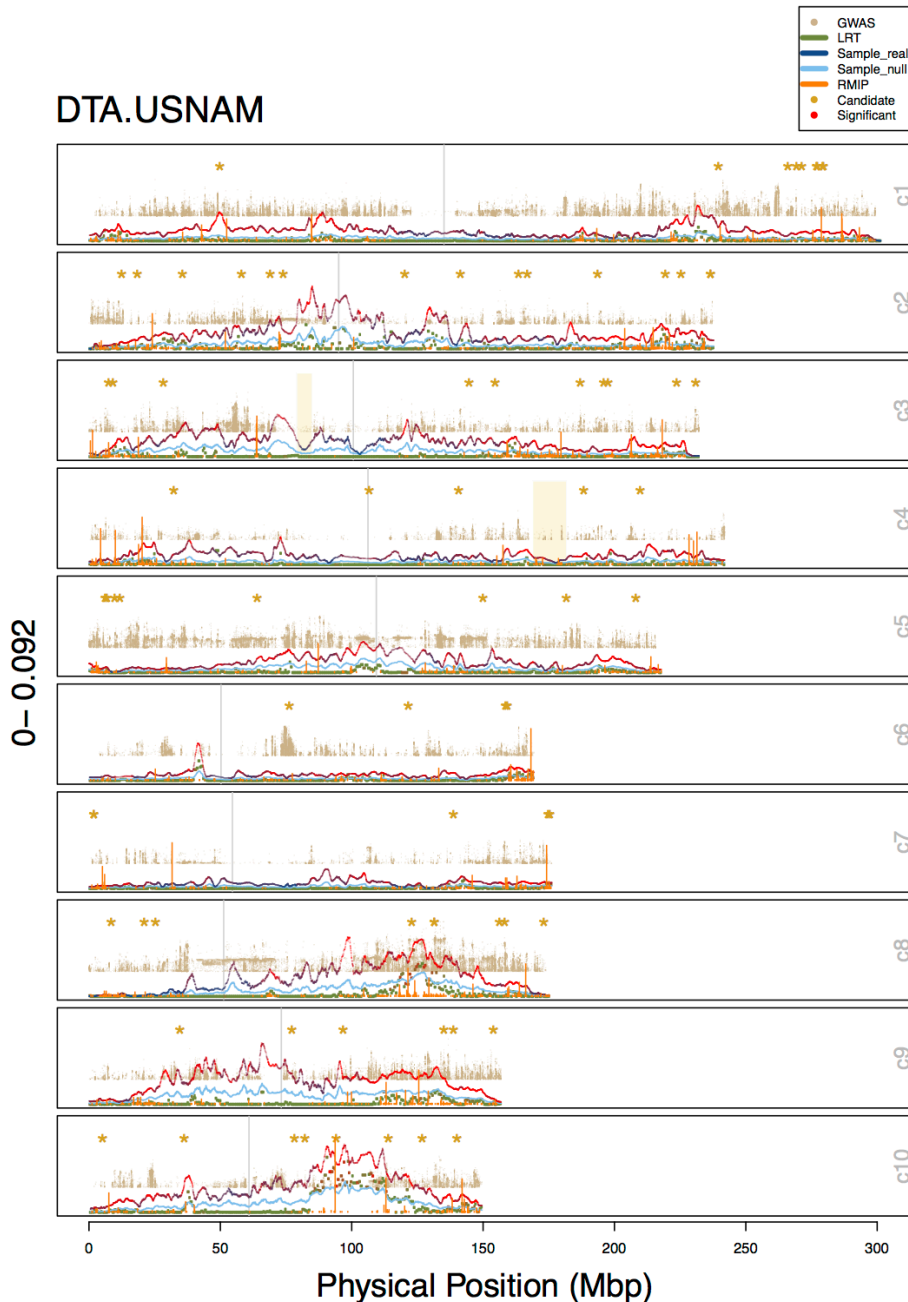 GWAS
LRT
Sample_real
Sample_null
RMIP
Candidate
Significant
DTA.USNAM
c1
c2
c3
c4
c5
c6
c7
c8
c9
c10
0– 0.092
0 50 100 150 200 250 300
Physical Position (Mbp)